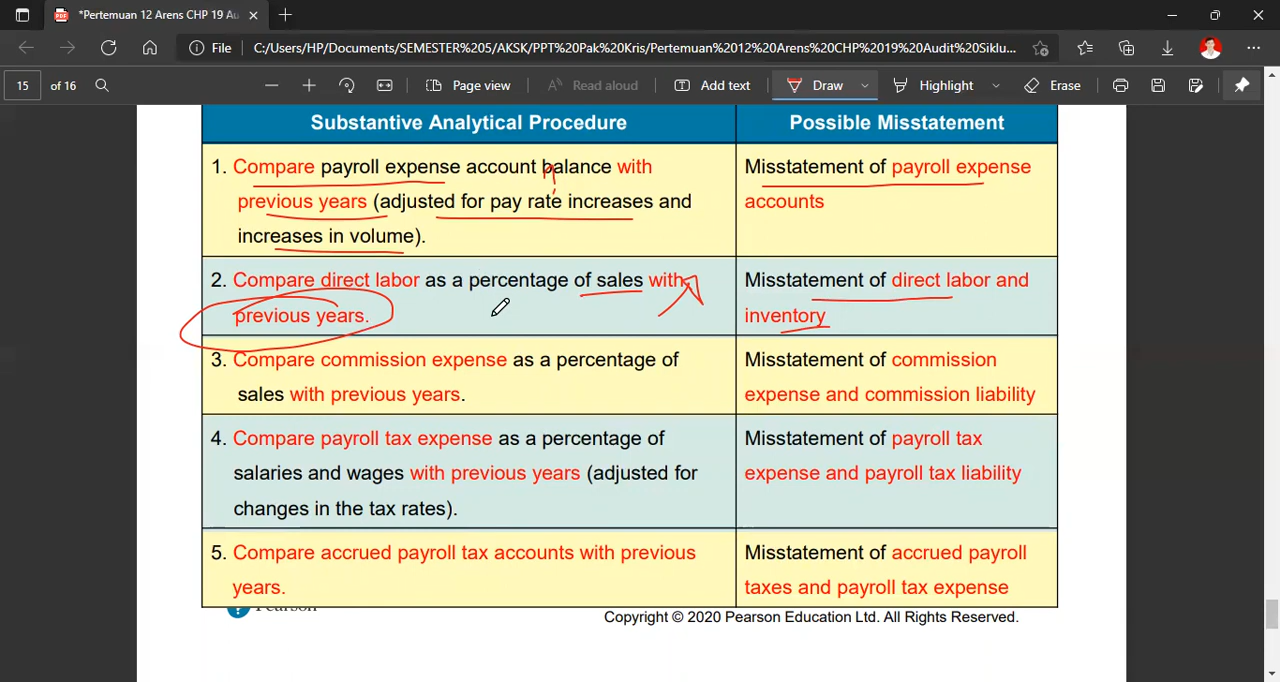 *Pertemuan 12 Arens CHP 19 Au
File
C:/Users/HP/Documents/SEMESTER%205/AKSK/PPT%20Pak%20Kris/Pertemuan%2012%20Arens%20CHP%2019%20Audit%20Siklu...
15 of 16
Page view
Read aloud
Add text
Draw
Highlight
Erase
Substantive Analytical Procedure
Possible Misstatement
1. Compare payroll expense account balance with
previous years (adjusted for pay rate increases and
increases in volume).
Misstatement of payroll expense
accounts
2. Compare direct labor as a percentage of sales with
previous years.
Misstatement of direct labor and
inventory
3. Compare commission expense as a percentage of
sales with previous years.
Misstatement of commission
expense and commission liability
4. Compare payroll tax expense as a percentage of
salaries and wages with previous years (adjusted for
changes in the tax rates).
Misstatement of payroll tax
expense and payroll tax liability
5. Compare accrued payroll tax accounts with previous
years.
Misstatement of accrued payroll
taxes and payroll tax expense
Pearson
Copyright © 2020 Pearson Education Ltd. All Rights Reserved.